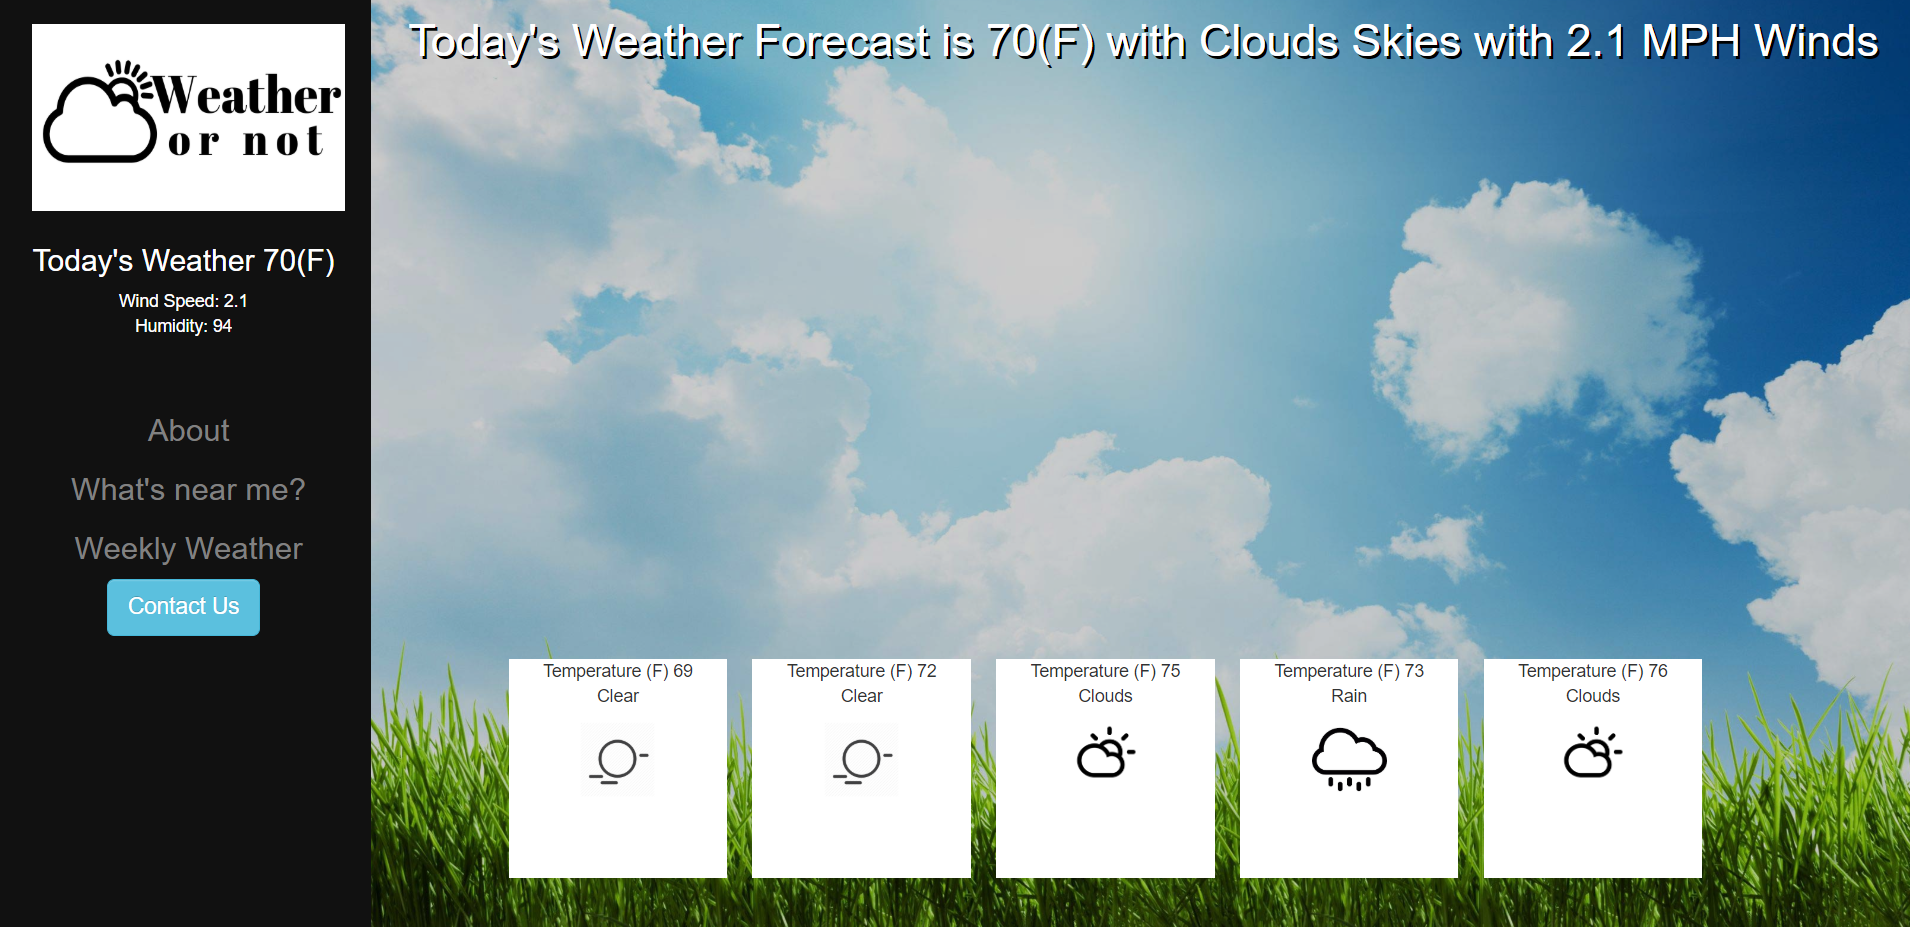 Weather
or not
Today's Weather 70(F)
Wind Speed: 2.1
Humidity: 94
About
What's near me?
Weekly Weather
Contact Us
Today's Weather Forecast is 70(F) with Clouds Skies with 2.1 MPH Winds
Temperature (F) 69
Clear
Temperature (F) 72
Clear
Temperature (F) 75
Clouds
Temperature (F) 73
Rain
Temperature (F) 76
Clouds